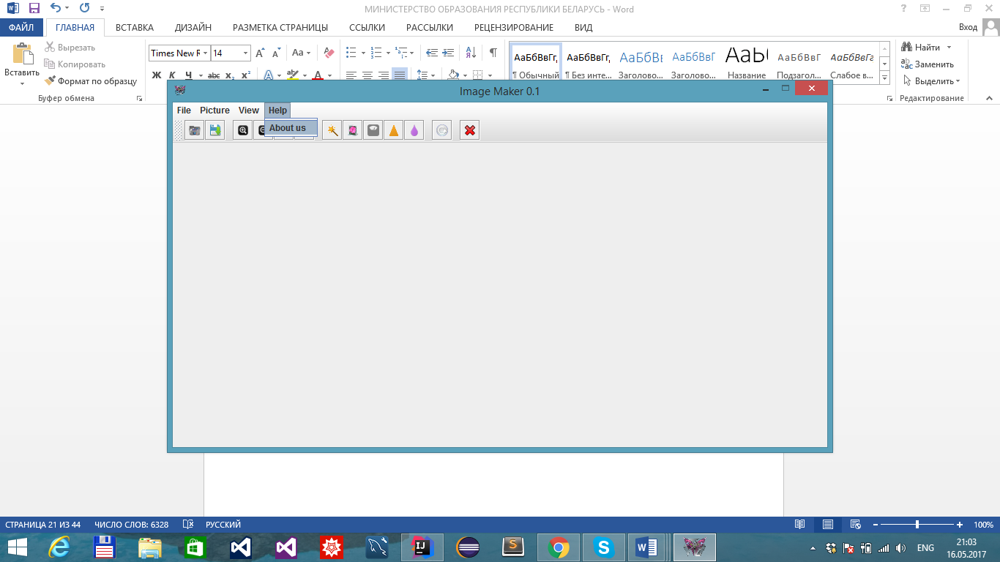 МИНИСТЕРСТВО ОБРАЗОВАНИЯ РЕСПУБЛИКИ БЕЛАРУСЬ - Word
ФАЙЛ ГЛАВНАЯ ВСТАВКА ДИЗАЙН РАЗМЕТКА СТРАНИЦЫ ССЫЛКИ РАССЫЛКИ РЕЦЕНЗИРОВАНИЕ ВИД Вход
Вставить
Вырезать
Копировать
Формат по образцу
Буфер обмена
Times New R 14
Aa
Ж К Ч abc x₂ x²
АаБбВвГг, АаБбВвГг, АаБбВı АаБбВвГ АаЫ АаБбВвГ АаБбВвГг
¶ Обычный ¶ Без инте... Заголово... Заголово... Название Подзагол... Слабое в...
Найти
Заменить
Выделить
Редактирование
Image Maker 0.1
File Picture View Help
About us
СТРАНИЦА 21 ИЗ 44 ЧИСЛО СЛОВ: 6328 РУССКИЙ 100%
ENG
21:03
16.05.2017